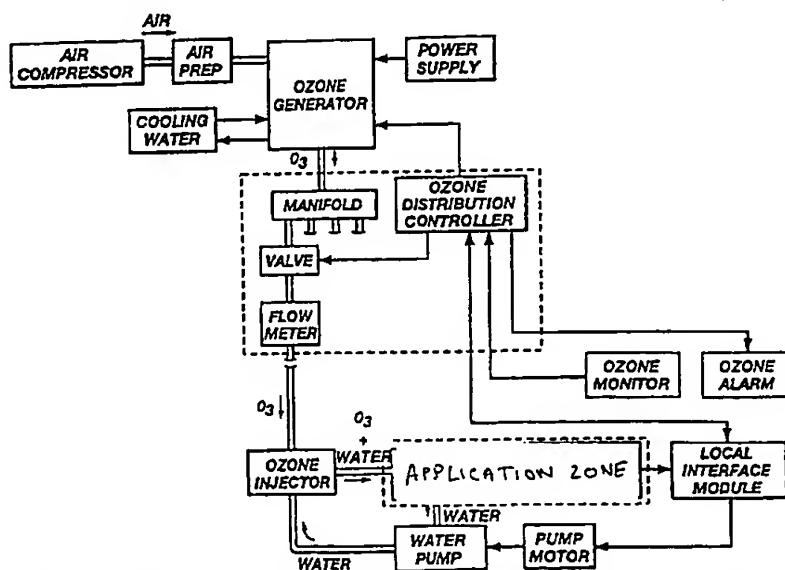 AIR
AIR
COMPRESSOR
AIR
PREP
OZONE
GENERATOR
POWER
SUPPLY
COOLING
WATER
O3
MANIFOLD
OZONE
DISTRIBUTION
CONTROLLER
VALVE
FLOW
METER
OZONE
MONITOR
OZONE
ALARM
O3
O3
+
WATER
OZONE
INJECTOR
APPLICATION ZONE
LOCAL
INTERFACE
MODULE
WATER
WATER
PUMP
PUMP
MOTOR
WATER